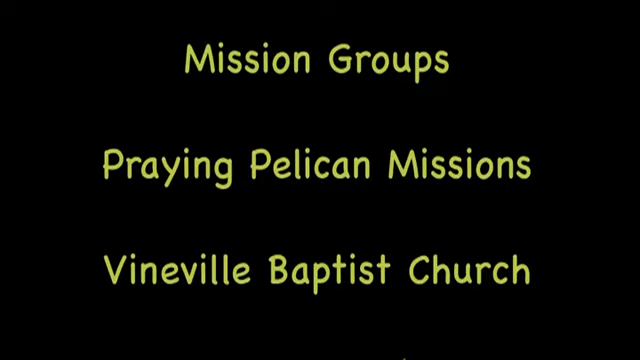 Mission Groups
Praying Pelican Missions
Vineville Baptist Church